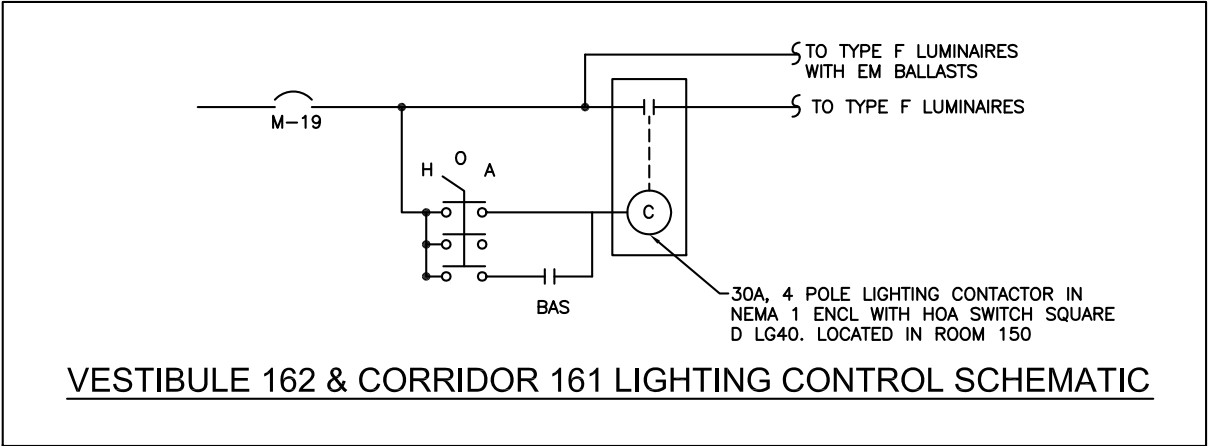 TO TYPE F LUMINAIRES
WITH EM BALLASTS
TO TYPE F LUMINAIRES
M-19
H O A
C
BAS
30A, 4 POLE LIGHTING CONTACTOR IN
NEMA 1 ENCL WITH HOA SWITCH SQUARE
D LG40. LOCATED IN ROOM 150
VESTIBULE 162 & CORRIDOR 161 LIGHTING CONTROL SCHEMATIC